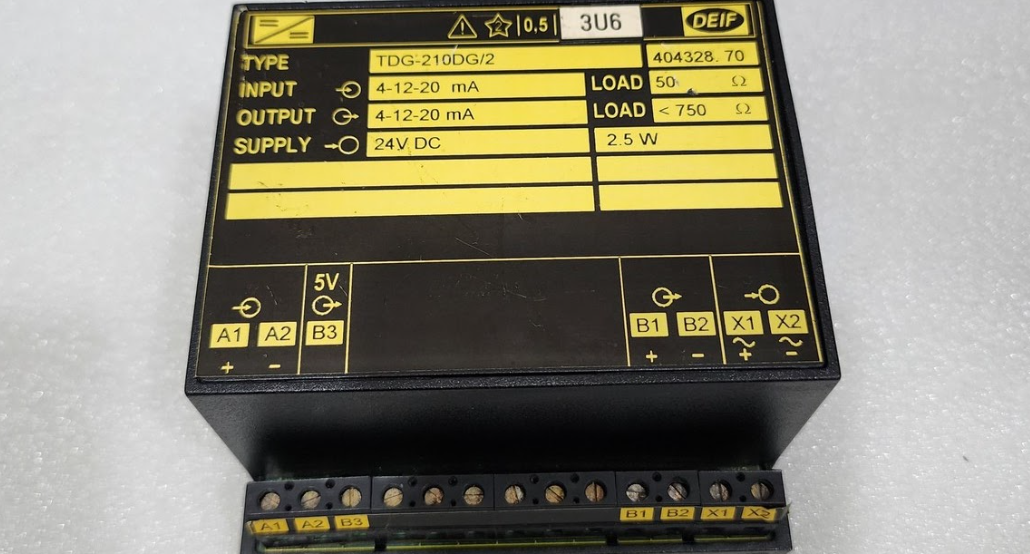 2 0,5 3U6 DEIF
TYPE TDG-210DG/2 404328.70
INPUT 4-12-20 mA LOAD 50 Ω
OUTPUT 4-12-20 mA LOAD < 750 Ω
SUPPLY 24V DC 2.5 W
5V
A1 A2 B3 B1 B2 X1 X2
+ - + - + -
A1 A2 B3 B1 B2 X1 X2